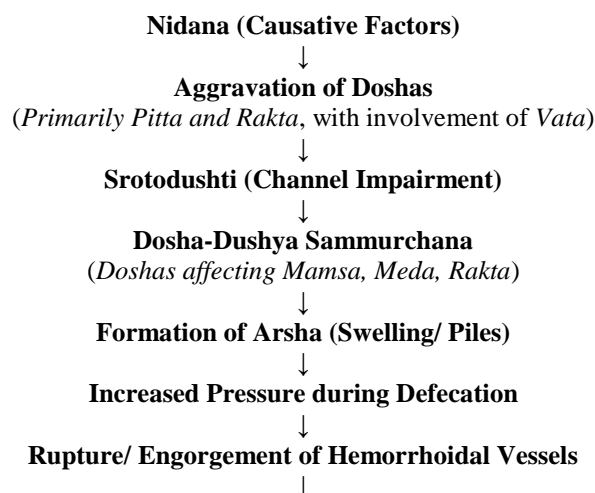 Nidana (Causative Factors)
↓
Aggravation of Doshas
(Primarily Pitta and Rakta, with involvement of Vata)
↓
Srotodushti (Channel Impairment)
↓
Dosha-Dushya Sammurchana
(Doshas affecting Mamsa, Meda, Rakta)
↓
Formation of Arsha (Swelling/ Piles)
↓
Increased Pressure during Defecation
↓
Rupture/ Engorgement of Hemorrhoidal Vessels